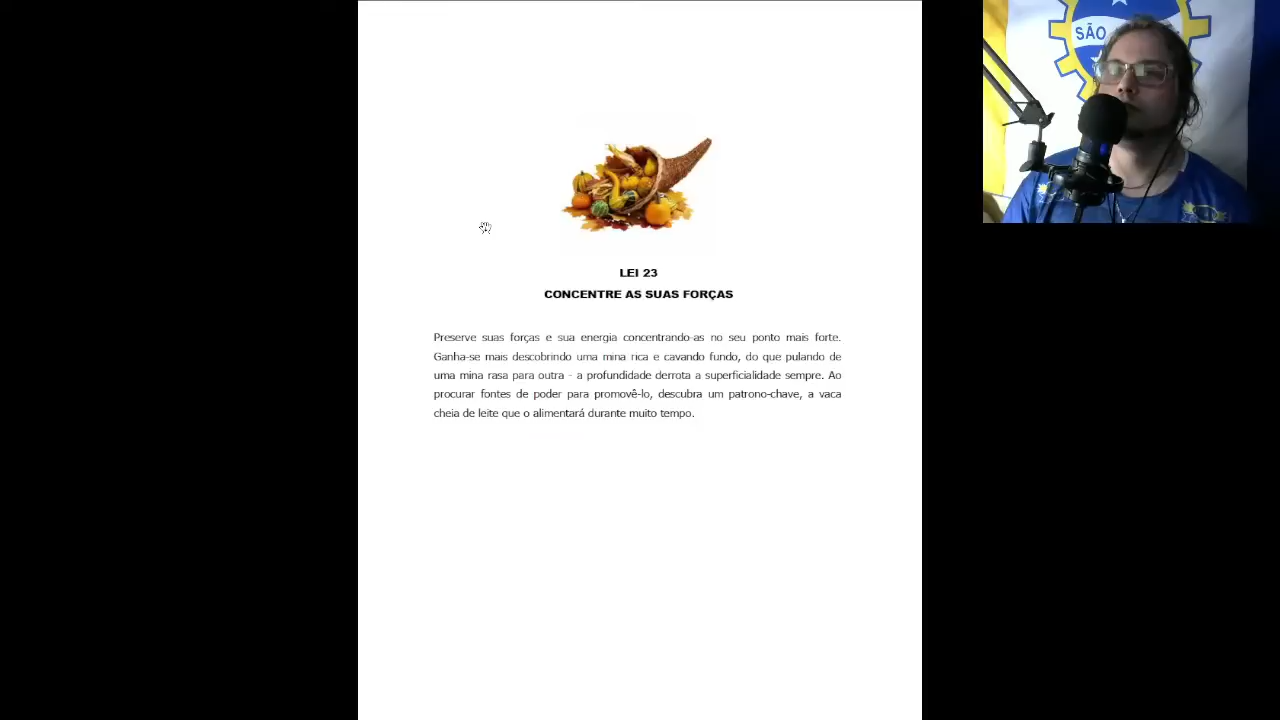 SÃO
LEI 23
CONCENTRE AS SUAS FORÇAS
Preserve suas forças e sua energia concentrando-as no seu ponto mais forte.
Ganha-se mais descobrindo uma mina rica e cavando fundo, do que pulando de
uma mina rasa para outra - a profundidade derrota a superficialidade sempre. Ao
procurar fontes de poder para promovê-lo, descubra um patrono-chave, a vaca
cheia de leite que o alimentará durante muito tempo.